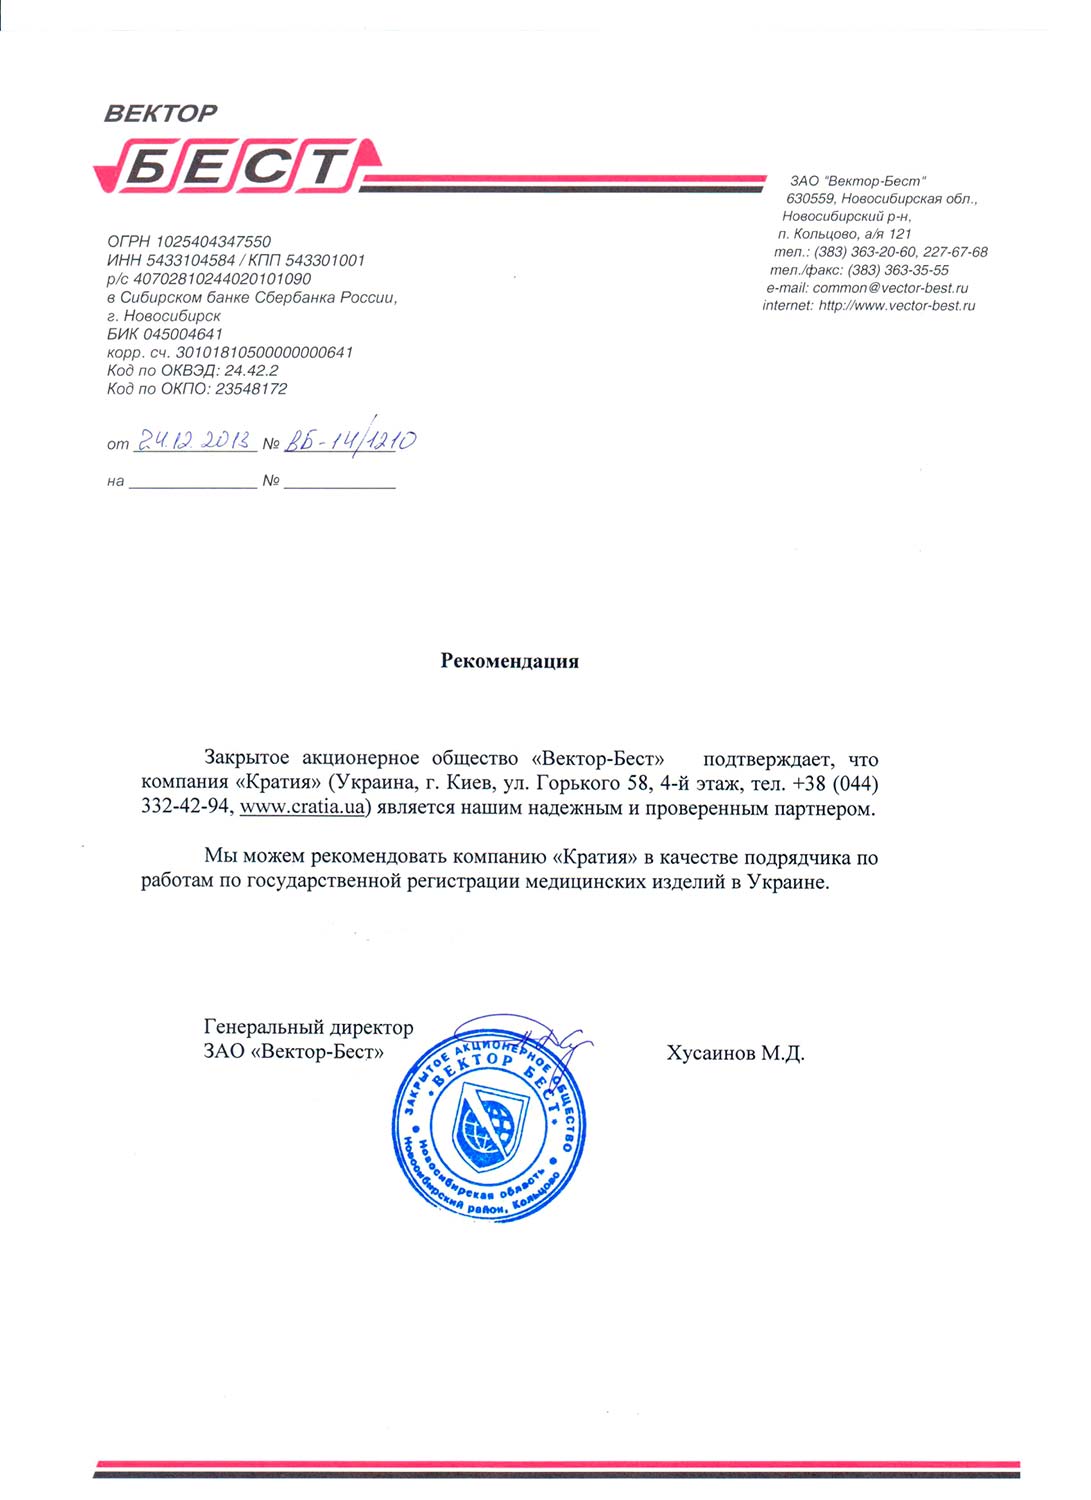 ВЕКТОР
БЕСТ
ЗАО "Вектор-Бест"
630559, Новосибирская обл.,
Новосибирский р-н,
п. Кольцово, а/я 121
тел.: (383) 363-20-60, 227-67-68
тел./факс: (383) 363-35-55
e-mail: common@vector-best.ru
internet: http://www.vector-best.ru
ОГРН 1025404347550
ИНН 5433104584 / КПП 543301001
р/с 40702810244020101090
в Сибирском банке Сбербанка России,
г. Новосибирск
БИК 045004641
корр. сч. 30101810500000000641
Код по ОКВЭД: 24.42.2
Код по ОКПО: 23548172
от 24.12.2013 № ВБ-14/1210
на ______________ № ____________
Рекомендация
Закрытое акционерное общество «Вектор-Бест» подтверждает, что
компания «Кратия» (Украина, г. Киев, ул. Горького 58, 4-й этаж, тел. +38 (044)
332-42-94, www.cratia.ua) является нашим надежным и проверенным партнером.
Мы можем рекомендовать компанию «Кратия» в качестве подрядчика по
работам по государственной регистрации медицинских изделий в Украине.
Генеральный директор
ЗАО «Вектор-Бест» Хусаинов М.Д.
ЗАКРЫТОЕ АКЦИОНЕРНОЕ ОБЩЕСТВО
ВЕКТОР БЕСТ
Новосибирская область
Новосибирский район, Кольцово